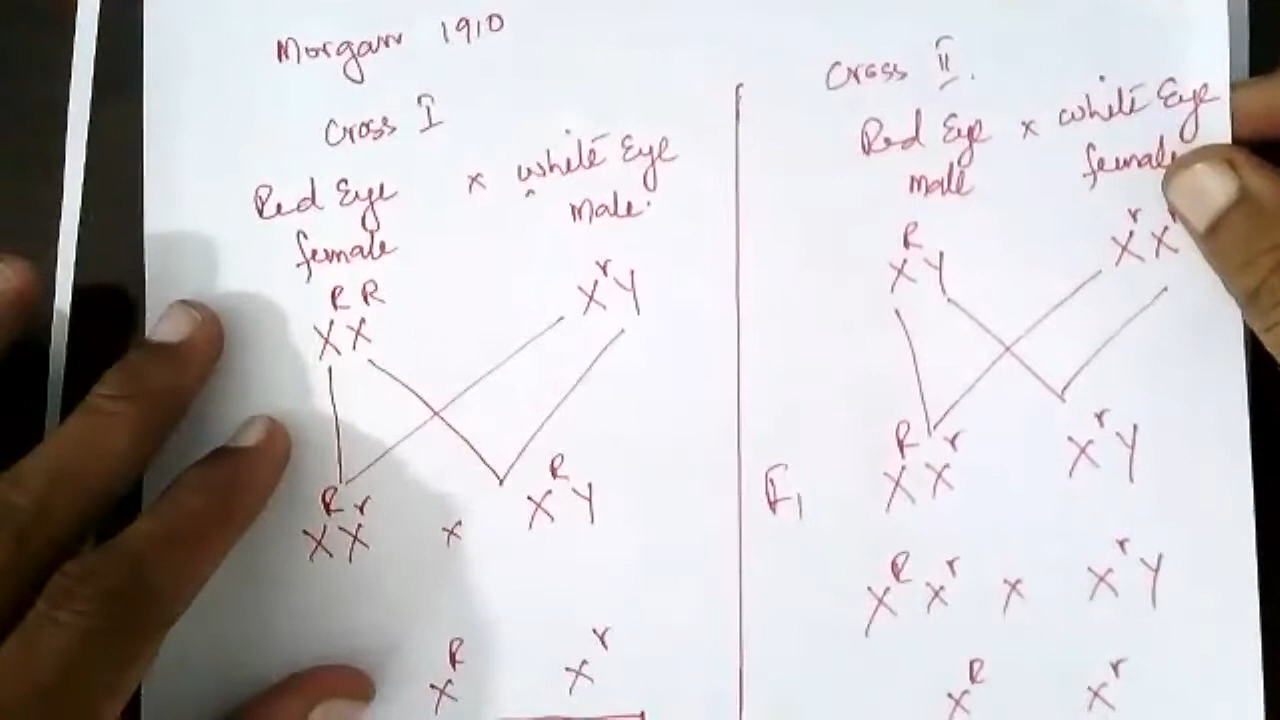 Morgan 1910
Cross I
Red Eye × white Eye
female male.
R R
X X
X r Y
R r
X X × X R Y
X R X r
Cross II.
Red Eye × white Eye
male female
X R Y
X r X
F1
R r
X X X r Y
X R X r × X r Y
X R X r